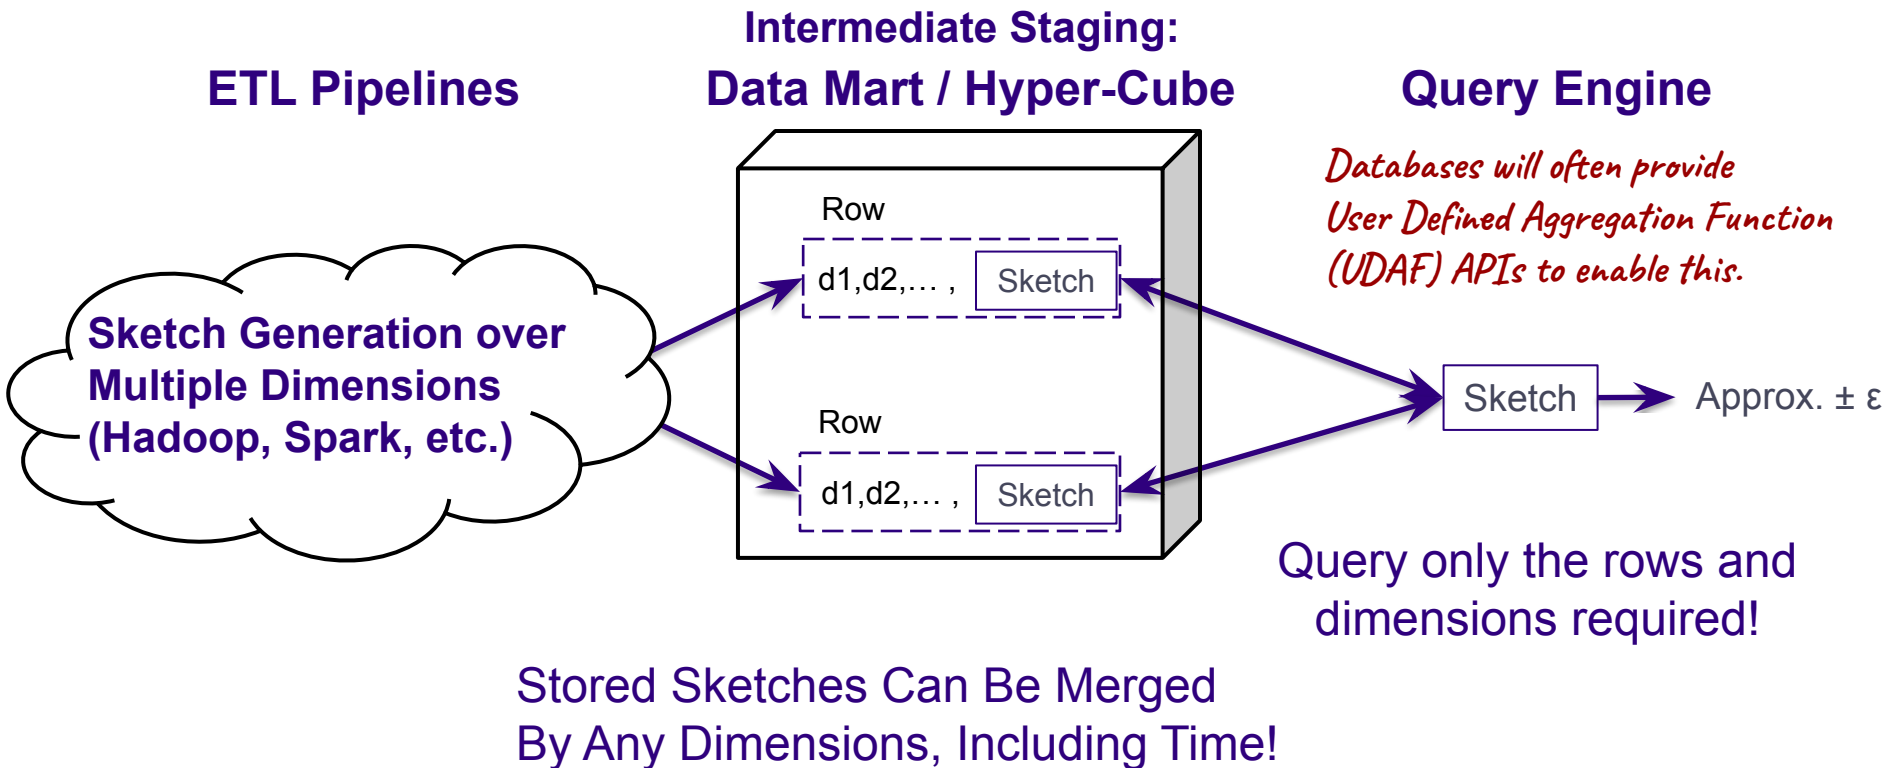 ETL Pipelines
Intermediate Staging:
Data Mart / Hyper-Cube
Query Engine
Databases will often provide
User Defined Aggregation Function
(UDAF) APIs to enable this.
Sketch Generation over
Multiple Dimensions
(Hadoop, Spark, etc.)
Row
d1,d2,… , Sketch
Row
d1,d2,… , Sketch
Sketch
Approx. ± ε
Query only the rows and
dimensions required!
Stored Sketches Can Be Merged
By Any Dimensions, Including Time!